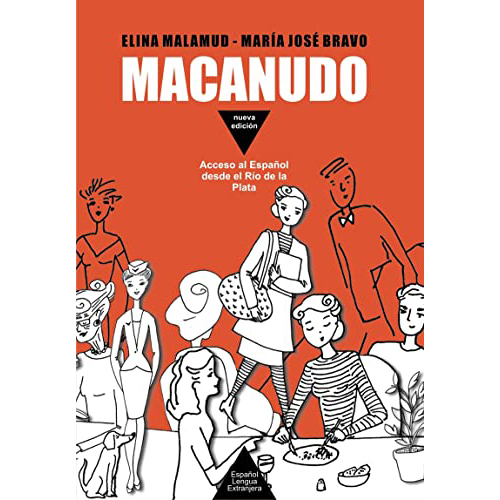 ELINA MALAMUD - MARÍA JOSÉ BRAVO
MACANUDO
nueva
edición
Acceso al Español
desde el Río de la
Plata
Español
Lengua
Extranjera